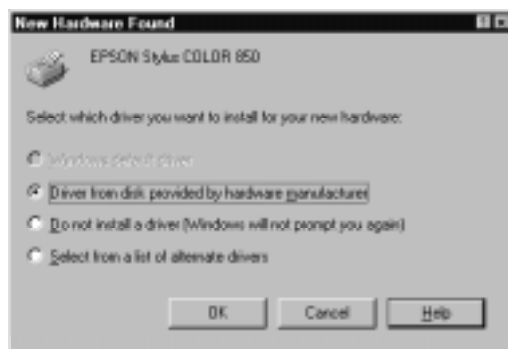 New Hardware Found
EPSON Stylus COLOR 850
Select which driver you want to install for your new hardware:
Windows default driver
Driver from disk provided by hardware manufacturer
Do not install a driver (Windows will not prompt you again)
Select from a list of alternate drivers
OK Cancel Help